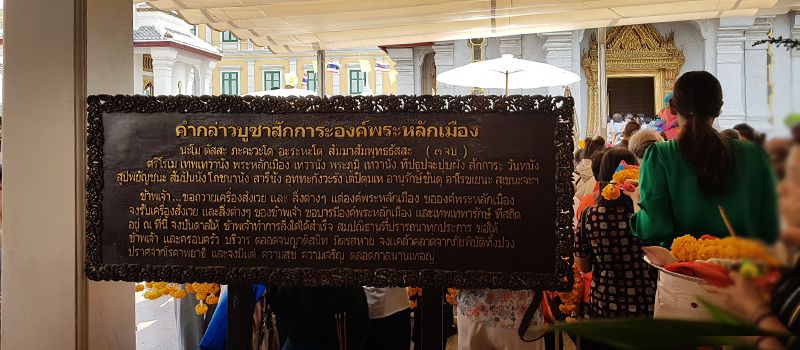 คำกล่าวบูชาสักการะองค์พระหลักเมือง
นะโม ตัสสะ ภะคะวะโต อะระหะโต สัมมาสัมพุทธธัสสะ ( ๓ จบ )
ศรีโรเม เทพเทวานัง พระหลักเมือง เทวานัง พระภูมิ เทวานัง ทีปธูปะปุปผัง สักการะ วันทนัง
สูปพยัญชนะ สัมปันนัง โภชนานัง สาลีนัง อุททะกังวะรัง เตปิตุมเห อานุรักขันตุ อาโรขเยนะ สุเขนะจะฯ
ข้าพเจ้า...ขอถวายเครื่องสังเวย และ สิ่งต่างๆ แด่องค์พระหลักเมือง ขอองค์พระหลักเมือง
จงรับเครื่องสังเวย และสิ่งต่างๆ ของข้าพเจ้า ขอบารมีองค์พระหลักเมือง และเทพเทพารักษ์ ที่สถิต
อยู่ ณ ที่นี้ จงบันดาลให้ ข้าพเจ้าทำการสิ่งใดได้สำเร็จ สมปณิธานที่ปรารถนาทุกประการ ขอให้
ข้าพเจ้า และครอบครัว บริวาร ตลอดจนญาติสนิท มิตรสหาย จงแคล้วคลาดจากภัยพิบัติทั้งปวง
ปราศจากโรคาพยาธิ และจงมีแต่ ความสุข ความเจริญ ตลอดกาลนานเทอญ